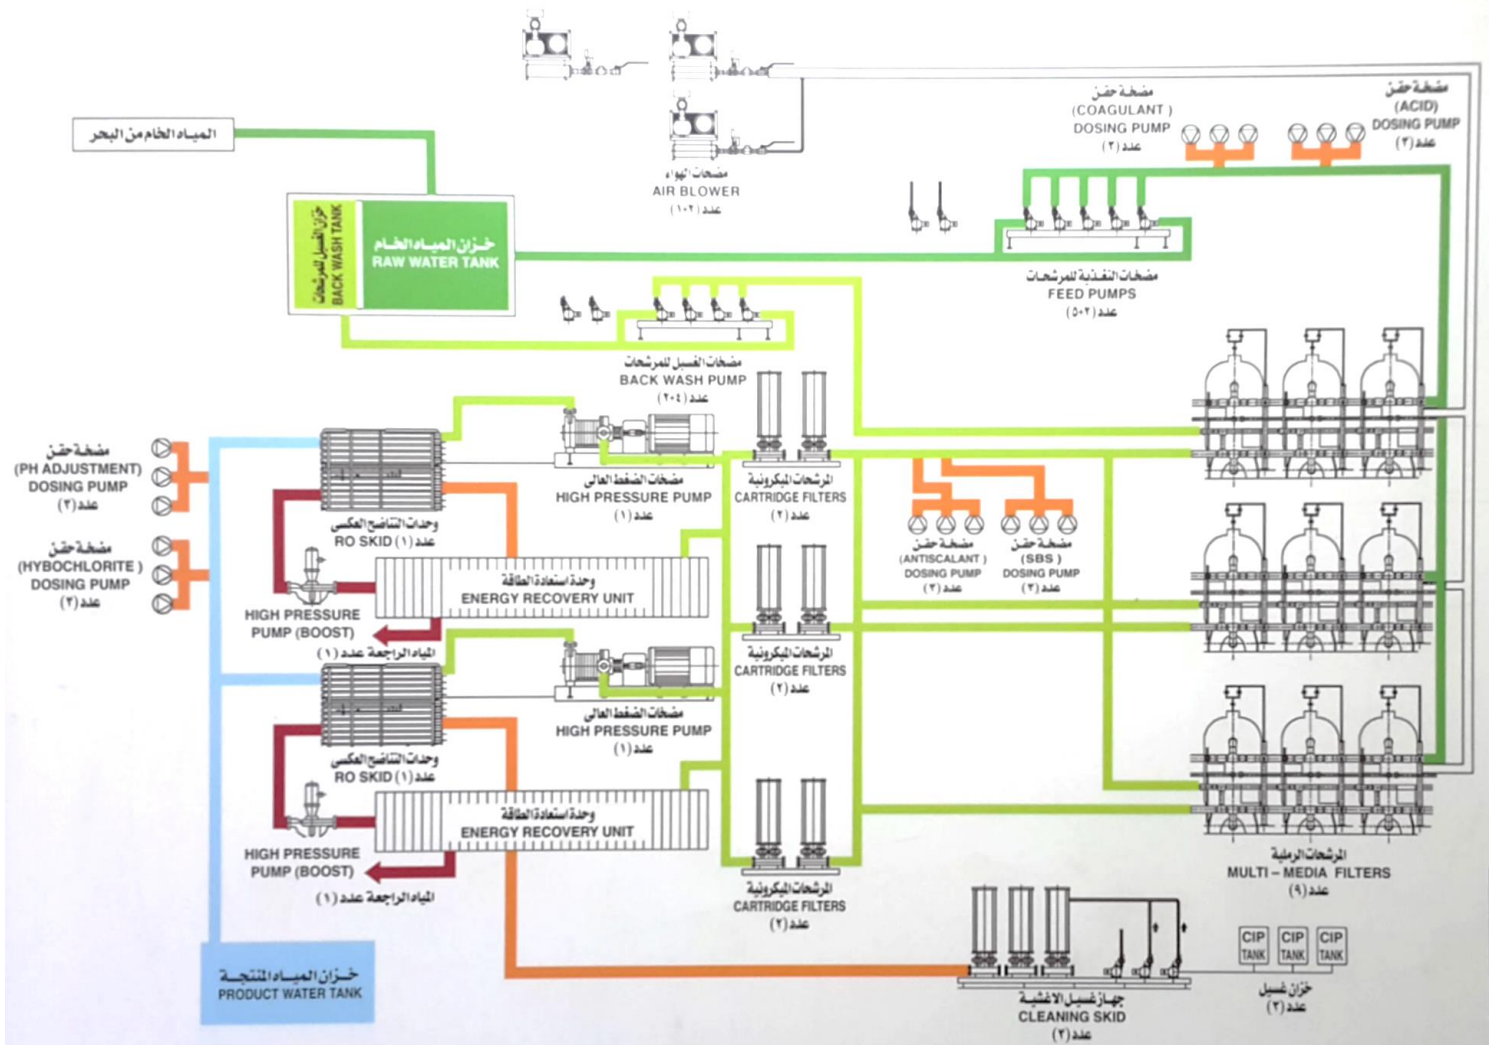 المياه الخام من البحر
خزان الغسيل للمرشحات
BACK WASH TANK
خزان المياه الخام
RAW WATER TANK
مضخات الهواء
AIR BLOWER
عدد (١٠٢)
مضخة حقن
(COAGULANT)
DOSING PUMP
عدد (٣)
مضخة حقن
(ACID)
DOSING PUMP
عدد (٣)
مضخات التغذية للمرشحات
FEED PUMPS
عدد (٥٠٢)
مضخات الغسيل للمرشحات
BACK WASH PUMP
عدد (٢٠٤)
مضخة حقن
(PH ADJUSTMENT)
DOSING PUMP
عدد (٣)
مضخة حقن
(HYBOCHLORITE)
DOSING PUMP
عدد (٣)
وحدات التناضح العكسي
RO SKID عدد (١)
مضخات الضغط العالى
HIGH PRESSURE PUMP
عدد (١)
المرشحات الميكرونية
CARTRIDGE FILTERS
عدد (٢)
مضخة حقن
(ANTISCALANT)
DOSING PUMP
عدد (٣)
مضخة حقن
(SBS)
DOSING PUMP
عدد (٣)
وحدة استعادة الطاقة
ENERGY RECOVERY UNIT
HIGH PRESSURE
PUMP (BOOST)
المياه الراجعة عدد (١)
المرشحات الميكرونية
CARTRIDGE FILTERS
عدد (٢)
مضخات الضغط العالى
HIGH PRESSURE PUMP
عدد (١)
وحدات التناضح العكسي
RO SKID عدد (١)
وحدة استعادة الطاقة
ENERGY RECOVERY UNIT
HIGH PRESSURE
PUMP (BOOST)
المياه الراجعة عدد (١)
المرشحات الميكرونية
CARTRIDGE FILTERS
عدد (٢)
المرشحات الرملية
MULTI - MEDIA FILTERS
عدد (٩)
خزان المياه المنتجة
PRODUCT WATER TANK
جهاز غسيل الاغشية
CLEANING SKID
عدد (٣)
CIP
TANK
CIP
TANK
CIP
TANK
خزان غسيل
عدد (٣)